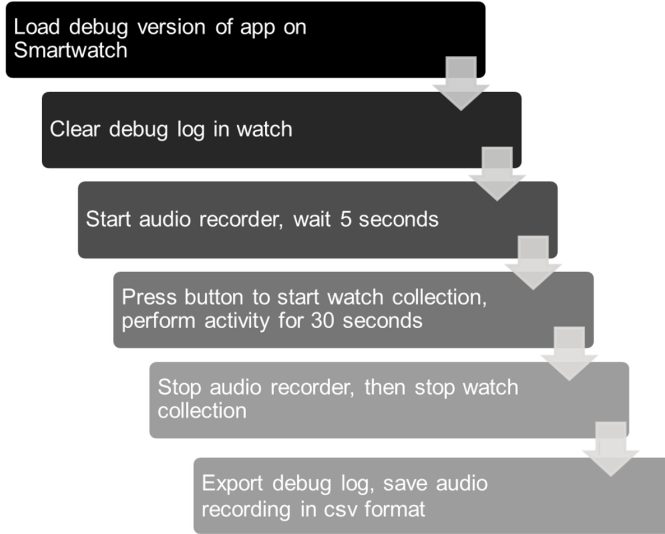 Load debug version of app on
Smartwatch
Clear debug log in watch
Start audio recorder, wait 5 seconds
Press button to start watch collection,
perform activity for 30 seconds
Stop audio recorder, then stop watch
collection
Export debug log, save audio
recording in csv format